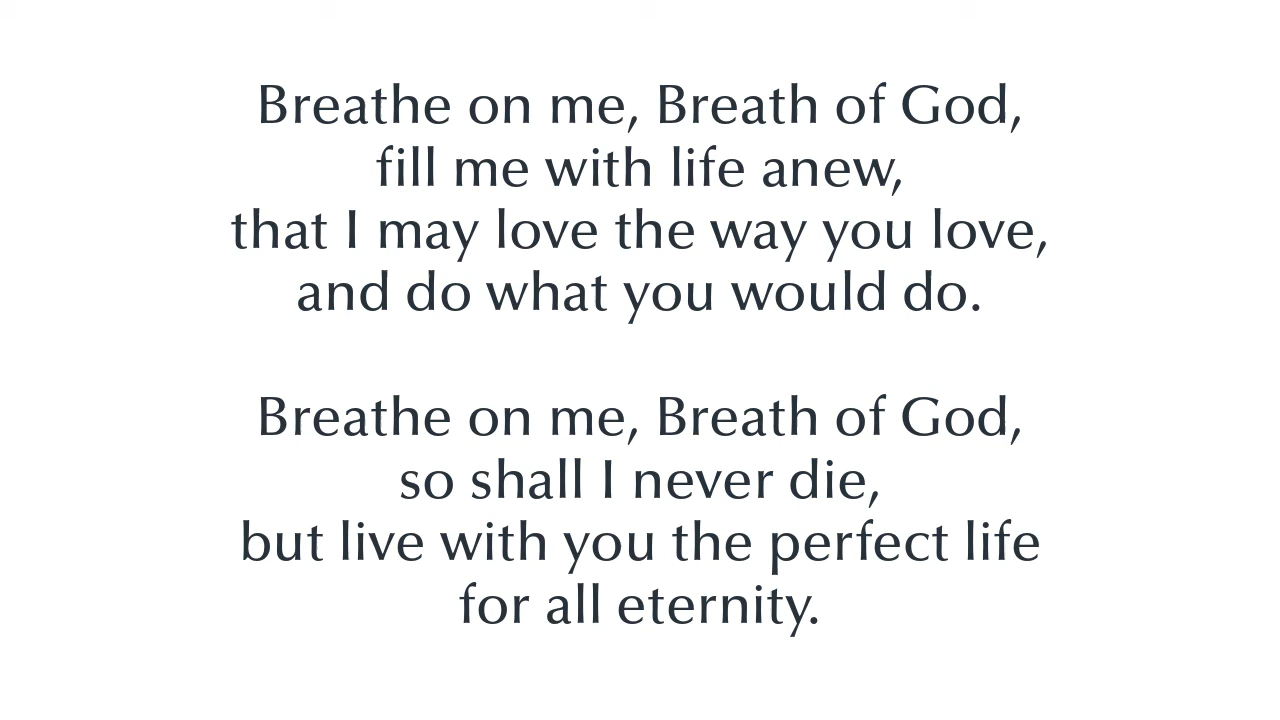 Breathe on me, Breath of God,
fill me with life anew,
that I may love the way you love,
and do what you would do.
Breathe on me, Breath of God,
so shall I never die,
but live with you the perfect life
for all eternity.